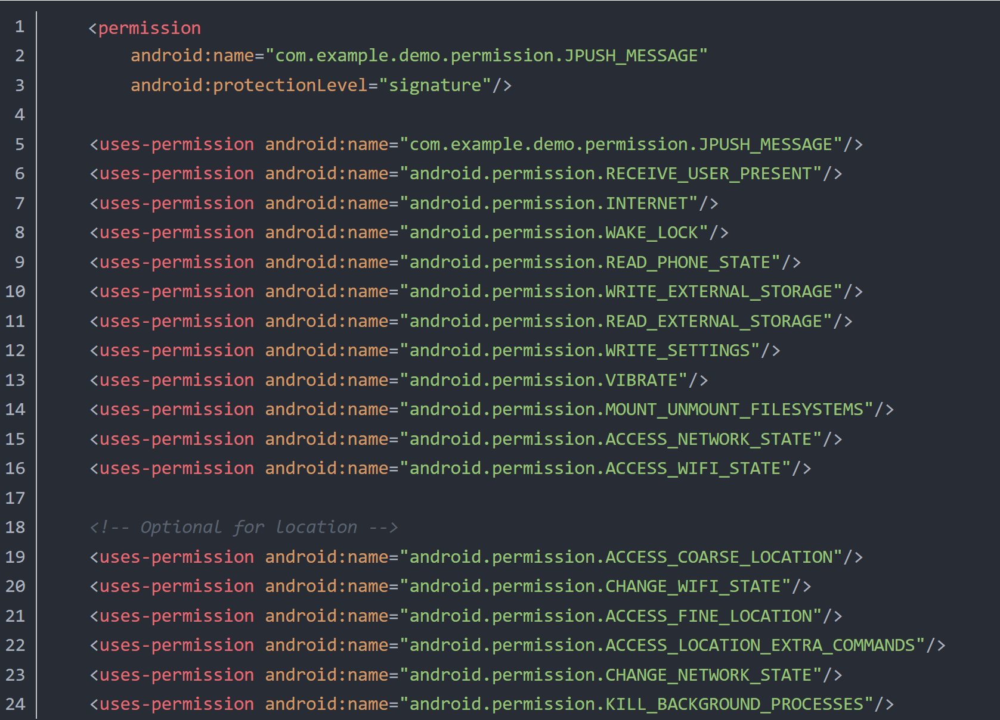 1 <permission
2 android:name="com.example.demo.permission.JPUSH_MESSAGE"
3 android:protectionLevel="signature"/>
4
5 <uses-permission android:name="com.example.demo.permission.JPUSH_MESSAGE"/>
6 <uses-permission android:name="android.permission.RECEIVE_USER_PRESENT"/>
7 <uses-permission android:name="android.permission.INTERNET"/>
8 <uses-permission android:name="android.permission.WAKE_LOCK"/>
9 <uses-permission android:name="android.permission.READ_PHONE_STATE"/>
10 <uses-permission android:name="android.permission.WRITE_EXTERNAL_STORAGE"/>
11 <uses-permission android:name="android.permission.READ_EXTERNAL_STORAGE"/>
12 <uses-permission android:name="android.permission.WRITE_SETTINGS"/>
13 <uses-permission android:name="android.permission.VIBRATE"/>
14 <uses-permission android:name="android.permission.MOUNT_UNMOUNT_FILESYSTEMS"/>
15 <uses-permission android:name="android.permission.ACCESS_NETWORK_STATE"/>
16 <uses-permission android:name="android.permission.ACCESS_WIFI_STATE"/>
17
18 <!-- Optional for location -->
19 <uses-permission android:name="android.permission.ACCESS_COARSE_LOCATION"/>
20 <uses-permission android:name="android.permission.CHANGE_WIFI_STATE"/>
21 <uses-permission android:name="android.permission.ACCESS_FINE_LOCATION"/>
22 <uses-permission android:name="android.permission.ACCESS_LOCATION_EXTRA_COMMANDS"/>
23 <uses-permission android:name="android.permission.CHANGE_NETWORK_STATE"/>
24 <uses-permission android:name="android.permission.KILL_BACKGROUND_PROCESSES"/>